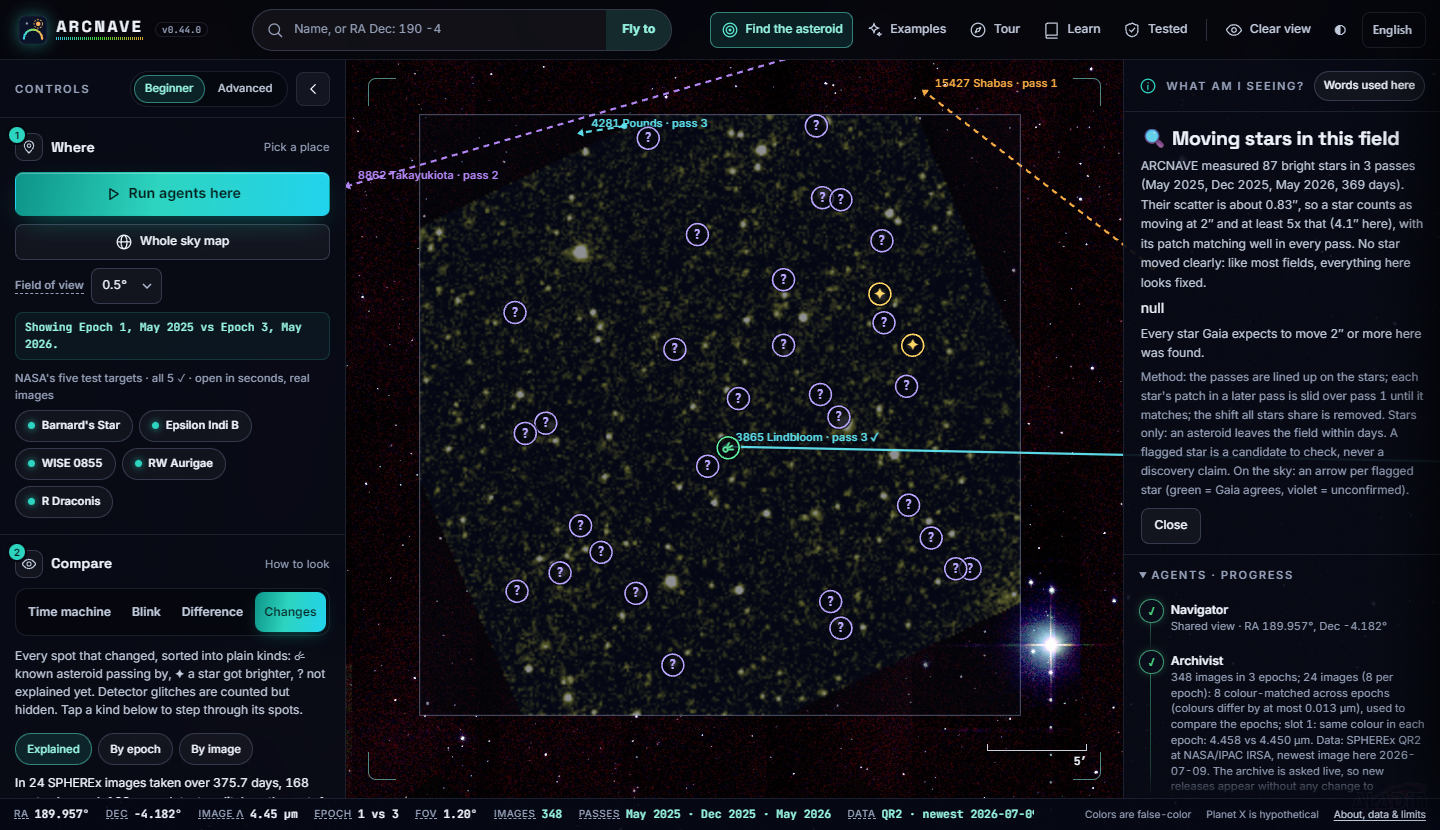 ARCNAVE
v0.44.0
Name, or RA Dec: 190 -4
Fly to
Find the asteroid
Examples
Tour
Learn
Tested
Clear view
English
CONTROLS
Beginner
Advanced
1
Where
Pick a place
Run agents here
Whole sky map
Field of view
0.5°
Showing Epoch 1, May 2025 vs Epoch 3, May
2026.
NASA's five test targets · all 5 ✓ · open in seconds, real
images
Barnard's Star
Epsilon Indi B
WISE 0855
RW Aurigae
R Draconis
2
Compare
How to look
Time machine
Blink
Difference
Changes
Every spot that changed, sorted into plain kinds: ☄
known asteroid passing by, ✦ a star got brighter, ? not
explained yet. Detector glitches are counted but
hidden. Tap a kind below to step through its spots.
Explained
By epoch
By image
In 24 SPHEREx images taken over 375.7 days, 168
15427 Shabas · pass 1
4281 Pounds · pass 3
8862 Takayukiota · pass 2
3865 Lindbloom · pass 3 ✓
5′
WHAT AM I SEEING?
Words used here
🔍 Moving stars in this field
ARCNAVE measured 87 bright stars in 3 passes
(May 2025, Dec 2025, May 2026, 369 days).
Their scatter is about 0.83″, so a star counts as
moving at 2″ and at least 5x that (4.1″ here), with
its patch matching well in every pass. No star
moved clearly: like most fields, everything here
looks fixed.
null
Every star Gaia expects to move 2″ or more here
was found.
Method: the passes are lined up on the stars; each
star's patch in a later pass is slid over pass 1 until it
matches; the shift all stars share is removed. Stars
only: an asteroid leaves the field within days. A
flagged star is a candidate to check, never a
discovery claim. On the sky: an arrow per flagged
star (green = Gaia agrees, violet = unconfirmed).
Close
▼ AGENTS · PROGRESS
✓
Navigator
Shared view · RA 189.957°, Dec -4.182°
✓
Archivist
348 images in 3 epochs; 24 images (8 per
epoch): 8 colour-matched across epochs
(colours differ by at most 0.013 µm), used to
compare the epochs; slot 1: same colour in each
epoch: 4.458 vs 4.450 µm. Data: SPHEREx QR2
at NASA/IPAC IRSA, newest image here 2026-
07-09. The archive is asked live, so new
releases appear without any change to
RA 189.957° DEC -4.182° IMAGE Λ 4.45 µm EPOCH 1 vs 3 FOV 1.20° IMAGES 348 PASSES May 2025 · Dec 2025 · May 2026 DATA QR2 · newest 2026-07-0
Colors are false-color
Planet X is hypothetical
About, data & limits